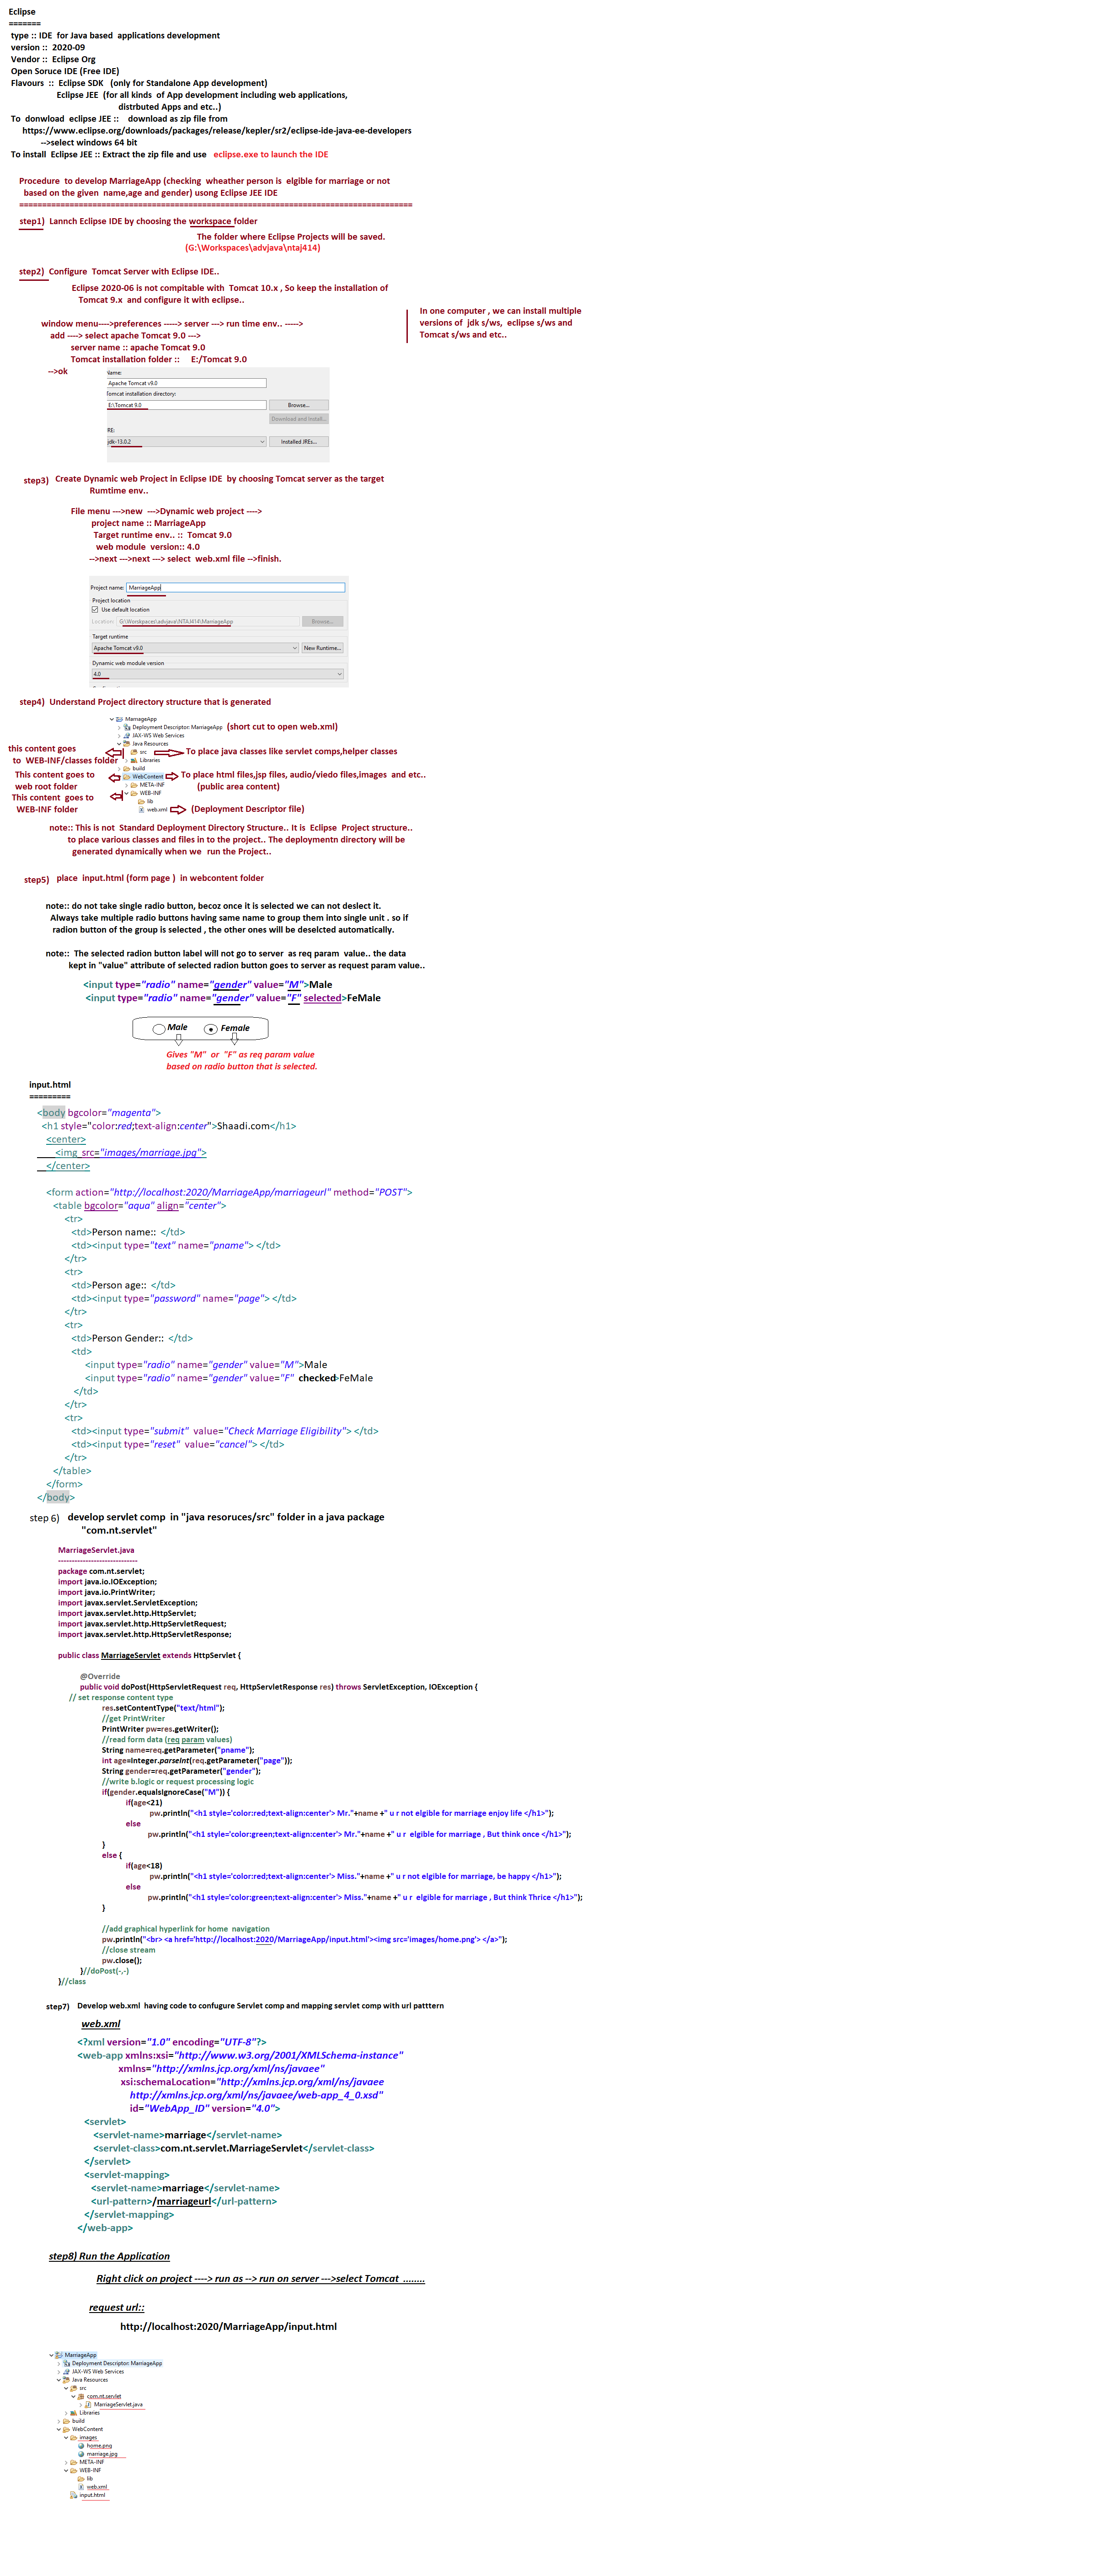 Eclipse
=======
type :: IDE for Java based applications development
version :: 2020-09
Vendor :: Eclipse Org
Open Soruce IDE (Free IDE)
Flavours :: Eclipse SDK (only for Standalone App development)
Eclipse JEE (for all kinds of App development including web applications,
distrbuted Apps and etc..)
To donwload eclipse JEE :: download as zip file from
https://www.eclipse.org/downloads/packages/release/kepler/sr2/eclipse-ide-java-ee-developers
-->select windows 64 bit
To install Eclipse JEE :: Extract the zip file and use eclipse.exe to launch the IDE
Procedure to develop MarriageApp (checking wheather person is elgible for marriage or not
based on the given name,age and gender) usong Eclipse JEE IDE
=====================================================================================
step1) Lannch Eclipse IDE by choosing the workspace folder
The folder where Eclipse Projects will be saved.
(G:\Workspaces\advjava\ntaj414)
step2) Configure Tomcat Server with Eclipse IDE..
Eclipse 2020-06 is not compitable with Tomcat 10.x , So keep the installation of
Tomcat 9.x and configure it with eclipse..
In one computer , we can install multiple
versions of jdk s/ws, eclipse s/ws and
Tomcat s/ws and etc..
window menu---->preferences -----> server ---> run time env.. ----->
add ----> select apache Tomcat 9.0 --->
server name :: apache Tomcat 9.0
Tomcat installation folder :: E:/Tomcat 9.0
-->ok
Name:
Apache Tomcat v9.0
Tomcat installation directory:
E:\Tomcat 9.0 Browse...
Download and Install...
RE:
jdk-13.0.2 Installed JREs...
step3) Create Dynamic web Project in Eclipse IDE by choosing Tomcat server as the target
Rumtime env..
File menu --->new --->Dynamic web project ---->
project name :: MarriageApp
Target runtime env.. :: Tomcat 9.0
web module version:: 4.0
-->next --->next ---> select web.xml file -->finish.
Project name: MarriageApp
Project location
Use default location
Location: G:\Worskpaces\advjava\NTAJ414\MarriageApp Browse...
Target runtime
Apache Tomcat v9.0 New Runtime...
Dynamic web module version
4.0
step4) Understand Project directory structure that is generated
MarriageApp
Deployment Descriptor: MarriageApp (short cut to open web.xml)
JAX-WS Web Services
Java Resources
this content goes
to WEB-INF/classes folder
src To place java classes like servlet comps,helper classes
Libraries
build
This content goes to
web root folder
WebContent To place html files,jsp files, audio/viedo files,images and etc..
(public area content)
META-INF
This content goes to
WEB-INF folder
WEB-INF
lib
web.xml (Deployment Descriptor file)
note:: This is not Standard Deployment Directory Structure.. It is Eclipse Project structure..
to place various classes and files in to the project.. The deploymentn directory will be
generated dynamically when we run the Project..
step5) place input.html (form page ) in webcontent folder
note:: do not take single radio button, becoz once it is selected we can not deslect it.
Always take multiple radio buttons having same name to group them into single unit . so if
radion button of the group is selected , the other ones will be deselcted automatically.
note:: The selected radion button label will not go to server as req param value.. the data
kept in "value" attribute of selected radion button goes to server as request param value..
<input type="radio" name="gender" value="M">Male
<input type="radio" name="gender" value="F" selected>FeMale
Male Female
Gives "M" or "F" as req param value
based on radio button that is selected.
input.html
=========
<body bgcolor="magenta">
<h1 style="color:red;text-align:center">Shaadi.com</h1>
<center>
<img src="images/marriage.jpg">
</center>
<form action="http://localhost:2020/MarriageApp/marriageurl" method="POST">
<table bgcolor="aqua" align="center">
<tr>
<td>Person name:: </td>
<td><input type="text" name="pname"> </td>
</tr>
<tr>
<td>Person age:: </td>
<td><input type="password" name="page"> </td>
</tr>
<tr>
<td>Person Gender:: </td>
<td>
<input type="radio" name="gender" value="M">Male
<input type="radio" name="gender" value="F" checked>FeMale
</td>
</tr>
<tr>
<td><input type="submit" value="Check Marriage Eligibility"> </td>
<td><input type="reset" value="cancel"> </td>
</tr>
</table>
</form>
</body>
step 6) develop servlet comp in "java resoruces/src" folder in a java package
"com.nt.servlet"
MarriageServlet.java
-----------------------------
package com.nt.servlet;
import java.io.IOException;
import java.io.PrintWriter;
import javax.servlet.ServletException;
import javax.servlet.http.HttpServlet;
import javax.servlet.http.HttpServletRequest;
import javax.servlet.http.HttpServletResponse;
public class MarriageServlet extends HttpServlet {
@Override
public void doPost(HttpServletRequest req, HttpServletResponse res) throws ServletException, IOException {
// set response content type
res.setContentType("text/html");
//get PrintWriter
PrintWriter pw=res.getWriter();
//read form data (req param values)
String name=req.getParameter("pname");
int age=Integer.parseInt(req.getParameter("page"));
String gender=req.getParameter("gender");
//write b.logic or request processing logic
if(gender.equalsIgnoreCase("M")) {
if(age<21)
pw.println("<h1 style='color:red;text-align:center'> Mr."+name +" u r not elgible for marriage enjoy life </h1>");
else
pw.println("<h1 style='color:green;text-align:center'> Mr."+name +" u r elgible for marriage , But think once </h1>");
}
else {
if(age<18)
pw.println("<h1 style='color:red;text-align:center'> Miss."+name +" u r not elgible for marriage, be happy </h1>");
else
pw.println("<h1 style='color:green;text-align:center'> Miss."+name +" u r elgible for marriage , But think Thrice </h1>");
}
//add graphical hyperlink for home navigation
pw.println("<br> <a href='http://localhost:2020/MarriageApp/input.html'><img src='images/home.png'> </a>");
//close stream
pw.close();
}//doPost(-,-)
}//class
step7) Develop web.xml having code to confugure Servlet comp and mapping servlet comp with url patttern
web.xml
<?xml version="1.0" encoding="UTF-8"?>
<web-app xmlns:xsi="http://www.w3.org/2001/XMLSchema-instance"
xmlns="http://xmlns.jcp.org/xml/ns/javaee"
xsi:schemaLocation="http://xmlns.jcp.org/xml/ns/javaee
http://xmlns.jcp.org/xml/ns/javaee/web-app_4_0.xsd"
id="WebApp_ID" version="4.0">
<servlet>
<servlet-name>marriage</servlet-name>
<servlet-class>com.nt.servlet.MarriageServlet</servlet-class>
</servlet>
<servlet-mapping>
<servlet-name>marriage</servlet-name>
<url-pattern>/marriageurl</url-pattern>
</servlet-mapping>
</web-app>
step8) Run the Application
Right click on project ----> run as --> run on server --->select Tomcat ........
request url::
http://localhost:2020/MarriageApp/input.html
MarriageApp
Deployment Descriptor: MarriageApp
JAX-WS Web Services
Java Resources
src
com.nt.servlet
MarriageServlet.java
Libraries
build
WebContent
images
home.png
marriage.jpg
META-INF
WEB-INF
lib
web.xml
input.html